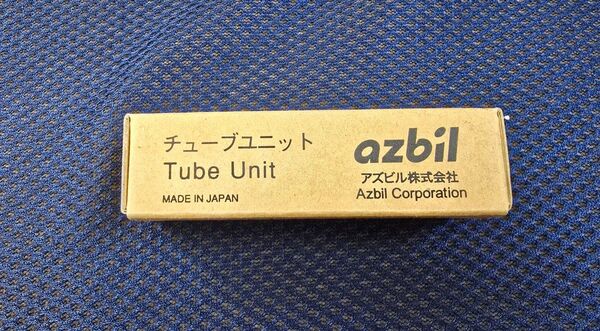 チューブユニット
Tube Unit
MADE IN JAPAN
azbil
アズビル株式会社
Azbil Corporation